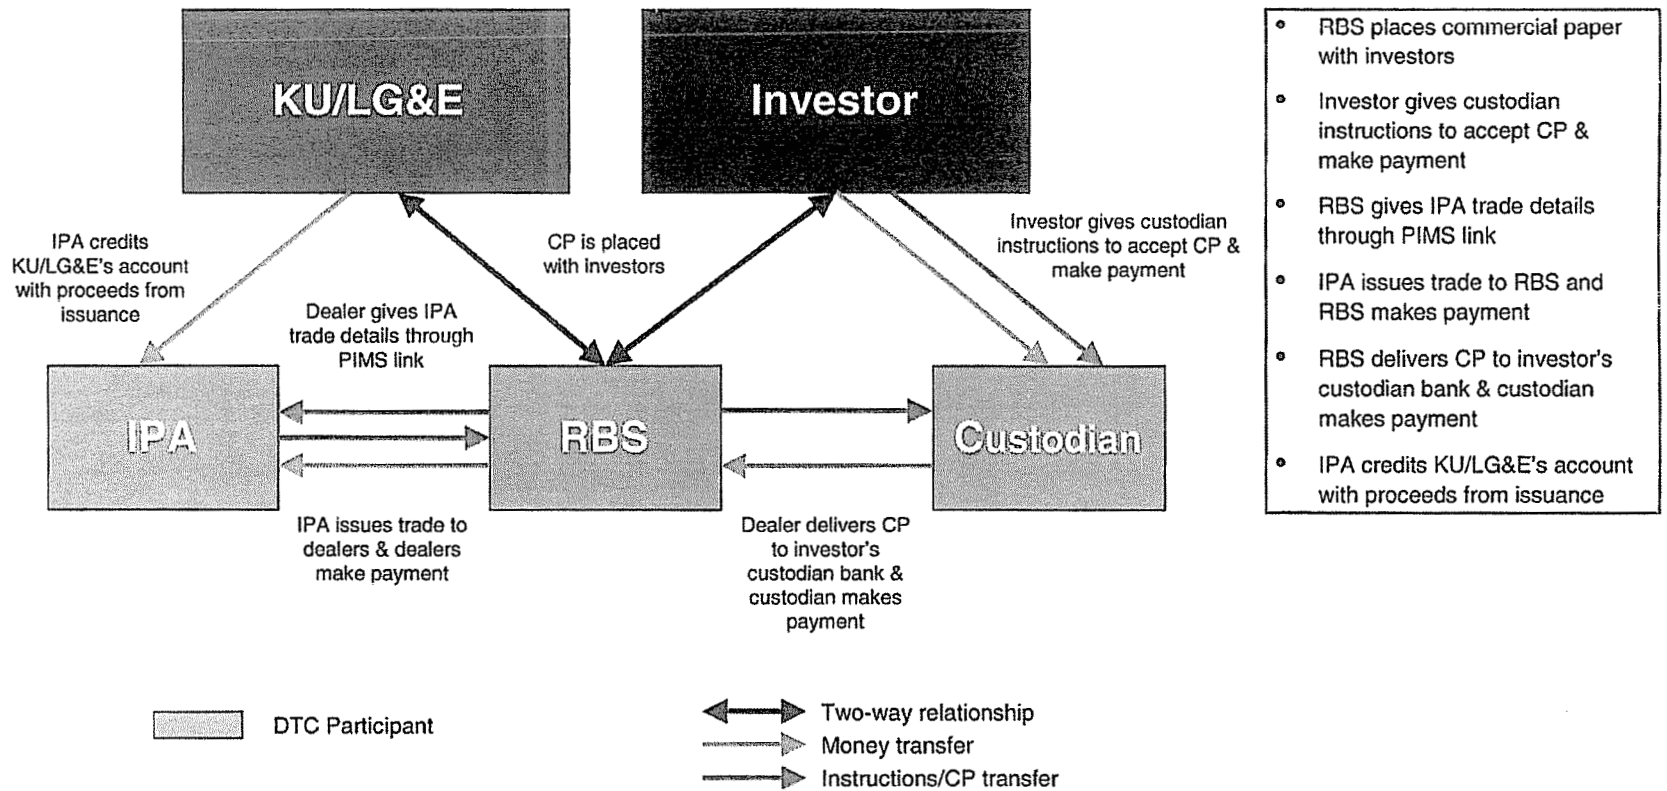 KU/LG&E
Investor
IPA credits
KU/LG&E's account
with proceeds from
issuance
CP is placed
with investors
Investor gives custodian
instructions to accept CP &
make payment
Dealer gives IPA
trade details through
PIMS link
IPA
RBS
Custodian
IPA issues trade to
dealers & dealers
make payment
Dealer delivers CP
to investor's
custodian bank &
custodian makes
payment
DTC Participant
Two-way relationship
Money transfer
Instructions/CP transfer
• RBS places commercial paper
with investors
• Investor gives custodian
instructions to accept CP &
make payment
• RBS gives IPA trade details
through PIMS link
• IPA issues trade to RBS and
RBS makes payment
• RBS delivers CP to investor's
custodian bank & custodian
makes payment
• IPA credits KU/LG&E's account
with proceeds from issuance